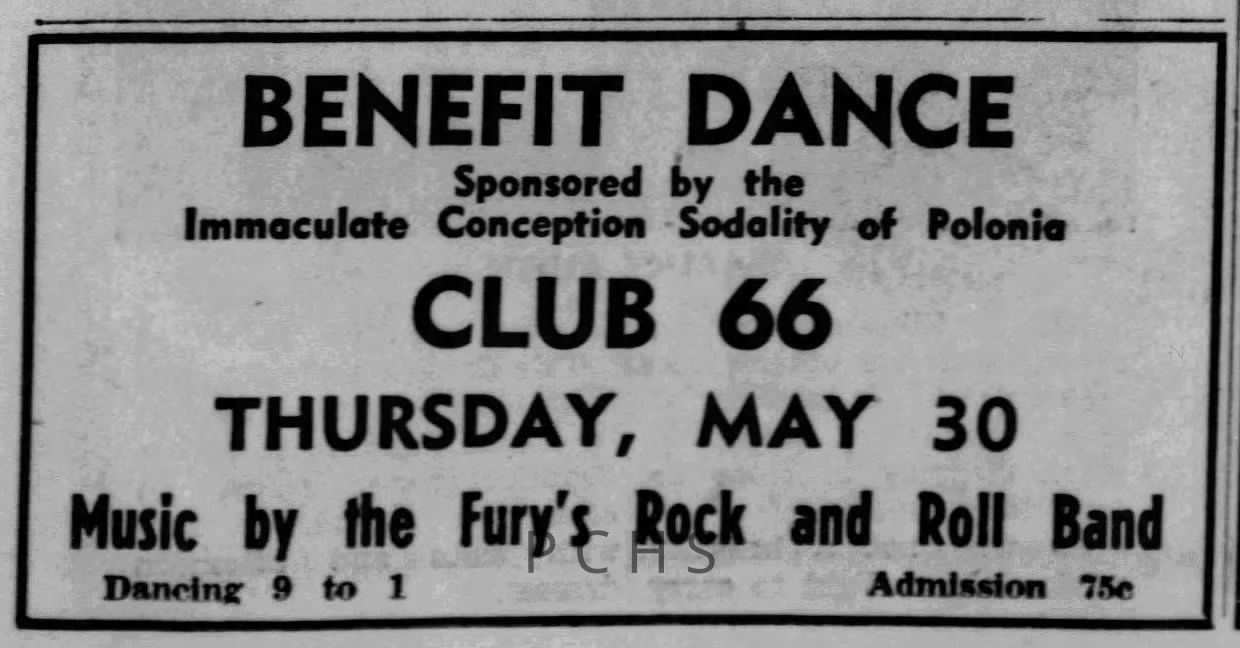 BENEFIT DANCE
Sponsored by the
Immaculate Conception Sodality of Polonia
CLUB 66
THURSDAY, MAY 30
Music by the Fury's Rock and Roll Band
PCHS
Dancing 9 to 1 Admission 75c